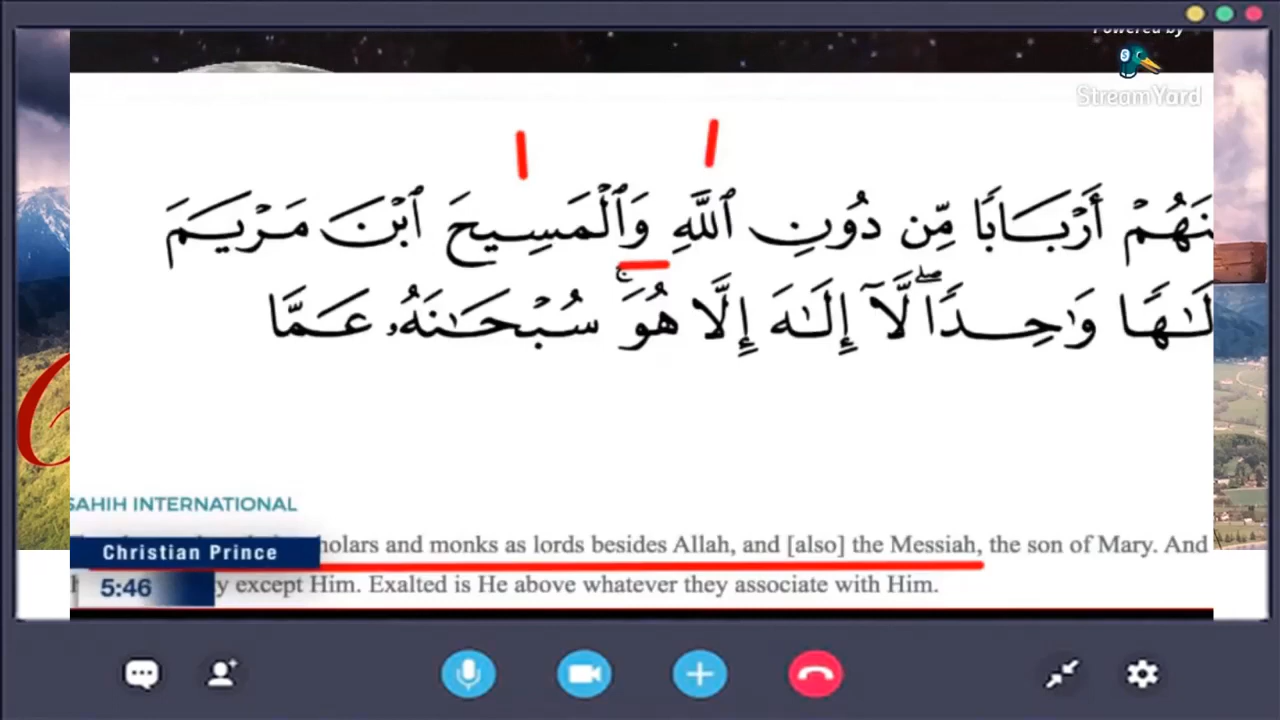 Powered by
StreamYard
أَرْبَابًا مِّن دُونِ ٱللَّهِ وَٱلْمَسِيحَ ٱبْنَ مَرْيَمَ
وَٰحِدًا ۖ لَّآ إِلَـٰهَ إِلَّا هُوَ ۚ سُبْحَـٰنَهُۥ عَمَّا
SAHIH INTERNATIONAL
and monks as lords besides Allah, and [also] the Messiah, the son of Mary. And
Christian Prince
except Him. Exalted is He above whatever they associate with Him.
5:46